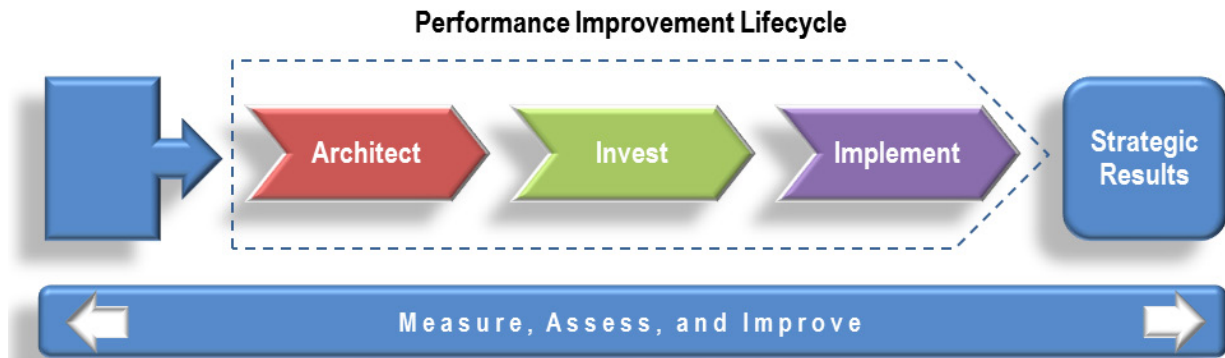 Performance Improvement Lifecycle
Architect
Invest
Implement
Strategic
Results
Measure, Assess, and Improve